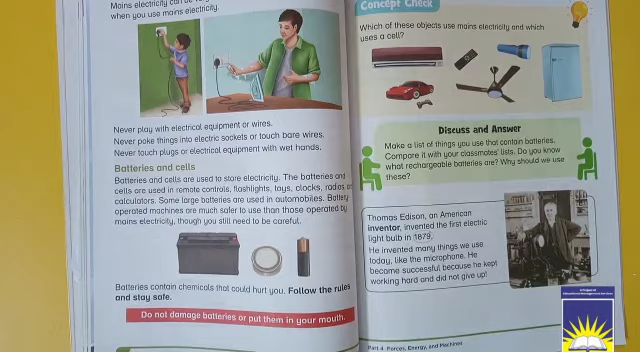 Mains electricity can be
when you use mains electricity.
Never play with electrical equipment or wires.
Never poke things into electric sockets or touch bare wires.
Never touch plugs or electrical equipment with wet hands.
Batteries and cells
Batteries and cells are used to store electricity. The batteries and
cells are used in remote controls, flashlights, toys, clocks, radios or
calculators. Some large batteries are used in automobiles. Battery
operated machines are much safer to use than those operated by
mains electricity, though you still need to be careful.
Batteries contain chemicals that could hurt you. Follow the rules
and stay safe.
Do not damage batteries or put them in your mouth.
Concept Check
Which of these objects use mains electricity and which
uses a cell?
Discuss and Answer
Make a list of things you use that contain batteries.
Compare it with your classmates' lists. Do you know
what rechargeable batteries are? Why should we use
these?
Thomas Edison, an American
inventor, invented the first electric
light bulb in 1879.
He invented many things we use
today, like the microphone. He
became successful because he kept
working hard and did not give up!
Part 4 Forces, Energy, and Machines